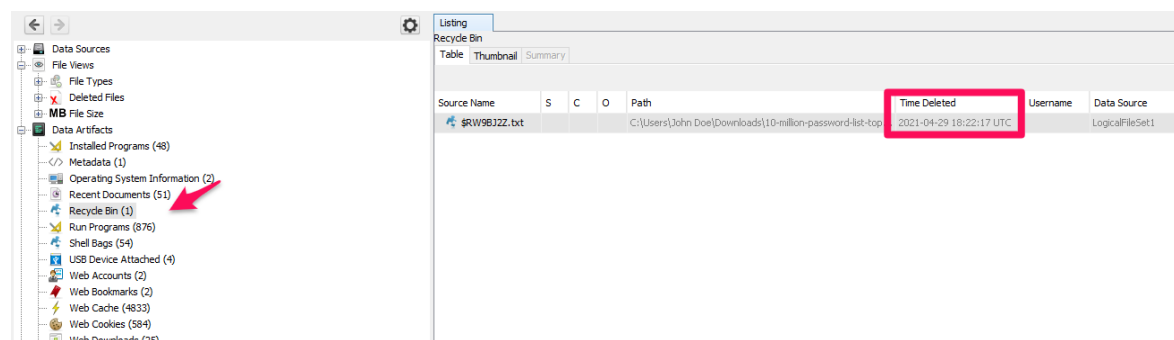 Data Sources
File Views
File Types
Deleted Files
MB File Size
Data Artifacts
Installed Programs (48)
Metadata (1)
Operating System Information (2)
Recent Documents (51)
Recycle Bin (1)
Run Programs (876)
Shell Bags (54)
USB Device Attached (4)
Web Accounts (2)
Web Bookmarks (2)
Web Cache (4833)
Web Cookies (584)
Web Downloads (25)
Listing
Recycle Bin
Table Thumbnail Summary
Source Name S C O Path Time Deleted Username Data Source
$RW9BJ2Z.txt C:\Users\John Doe\Downloads\10-million-password-list-top... 2021-04-29 18:22:17 UTC LogicalFileSet1